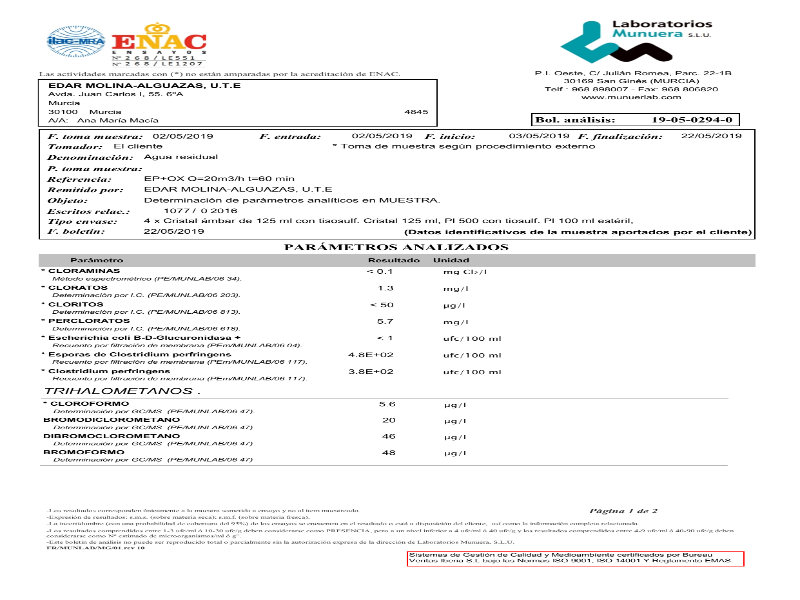 ilac-MRA
ENAC
ENSAYOS
Nº 268/LE551
Nº 268/LE1207
Laboratorios
Munuera S.L.U.
Las actividades marcadas con (*) no están amparadas por la acreditación de ENAC.
P.I. Oeste, C/ Julián Romea, Parc. 22-1B
30169 San Ginés (MURCIA)
Telf.: 968 898007 - Fax: 968 806820
www.munuerlab.com
EDAR MOLINA-ALGUAZAS, U.T.E
Avda. Juan Carlos I, 55. 6ºA
Murcia
30100 Murcia 4845
A/A: Ana María Macía
Bol. análisis: 19-05-0294-0
F. toma muestra: 02/05/2019 F. entrada: 02/05/2019 F. inicio: 03/05/2019 F. finalización: 22/05/2019
Tomador: El cliente * Toma de muestra según procedimiento externo
Denominación: Agua residual
P. toma muestra:
Referencia: EP+OX Q=20m3/h t=60 min
Remitido por: EDAR MOLINA-ALGUAZAS, U.T.E
Objeto: Determinación de parámetros analíticos en MUESTRA.
Escritos relac.: 1077 / 0 2016
Tipo envase: 4 x Cristal ámbar de 125 ml con tisosulf. Cristal 125 ml, Pl 500 con tiosulf. Pl 100 ml estéril,
F. boletín: 22/05/2019 (Datos identificativos de la muestra aportados por el cliente)
PARÁMETROS ANALIZADOS
Parámetro Resultado Unidad
* CLORAMINAS < 0.1 mg Cl2/l
Método espectrométrico (PE/MUNLAB/06 34).
* CLORATOS 1.3 mg/l
Determinación por I.C. (PE/MUNLAB/06 203).
* CLORITOS < 50 µg/l
Determinación por I.C. (PE/MUNLAB/06 813).
* PERCLORATOS 5.7 mg/l
Determinación por I.C. (PE/MUNLAB/06 618).
* Escherichia coli B-D-Glucuronidasa + < 1 ufc/100 ml
Recuento por filtración de membrana (PEm/MUNLAB/06 04).
* Esporas de Clostridium perfringens 4.8E+02 ufc/100 ml
Recuento por filtración de membrana (PEm/MUNLAB/06 117).
* Clostridium perfringens 3.8E+02 ufc/100 ml
Recuento por filtración de membrana (PEm/MUNLAB/06 117).
TRIHALOMETANOS .
* CLOROFORMO 5.6 µg/l
Determinación por GC/MS (PE/MUNLAB/06 47).
BROMODICLOROMETANO 20 µg/l
Determinación por GC/MS (PE/MUNLAB/06 47)
DIBROMOCLOROMETANO 46 µg/l
Determinación por GC/MS (PE/MUNLAB/06 47)
BROMOFORMO 48 µg/l
Determinación por GC/MS (PE/MUNLAB/06 47)
-Los resultados corresponden únicamente a la muestra sometida a ensayo y no al item muestreado. Página 1 de 2
-Expresión de resultados: s.m.s. (sobre materia seca); s.m.f. (sobre materia fresca).
-La incertidumbre (con una probabilidad de cobertura del 95%) de los ensayos se encuentra en el resultado o está a disposición del cliente, así como la información completa relacionada.
-Los resultados comprendidos entre 1-3 ufc/ml ó 10-30 ufc/g deben considerarse como PRESENCIA, pero a un nivel inferior a 4 ufc/ml ó 40 ufc/g y los resultados comprendidos entre 4-9 ufc/ml ó 40-90 ufc/g deben
considerarse como Nº estimado de microorganismos/ml ó g .
-Este boletín de análisis no puede ser reproducido total o parcialmente sin la autorización expresa de la dirección de Laboratorios Munuera, S.L.U.
FR/MUNLAB/MG/01.rev 10
Sistemas de Gestión de Calidad y Medioambiente certificados por Bureau
Veritas Iberia S.L bajo las Normas ISO 9001, ISO 14001 Y Reglamento EMAS.